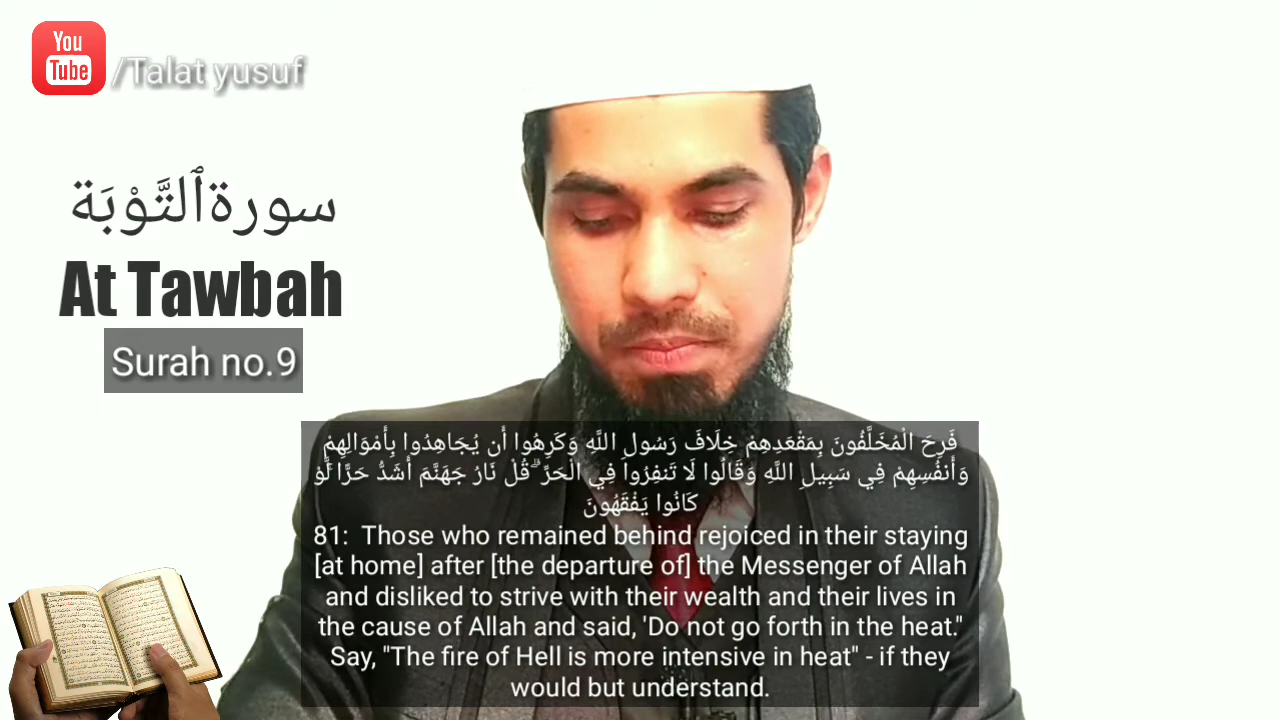 You
Tube
/Talat yusuf
سورة ٱلتَّوْبَة
At Tawbah
Surah no.9
فَرِحَ الْمُخَلَّفُونَ بِمَقْعَدِهِمْ خِلَافَ رَسُولِ اللَّهِ وَكَرِهُوا أَن يُجَاهِدُوا بِأَمْوَالِهِمْ
وَأَنفُسِهِمْ فِي سَبِيلِ اللَّهِ وَقَالُوا لَا تَنفِرُوا فِي الْحَرِّ ۗ قُلْ نَارُ جَهَنَّمَ أَشَدُّ حَرًّا ۚ لَّوْ
كَانُوا يَفْقَهُونَ
81:  Those who remained behind rejoiced in their staying
[at home] after [the departure of] the Messenger of Allah
and disliked to strive with their wealth and their lives in
the cause of Allah and said, 'Do not go forth in the heat."
Say, "The fire of Hell is more intensive in heat" - if they
would but understand.